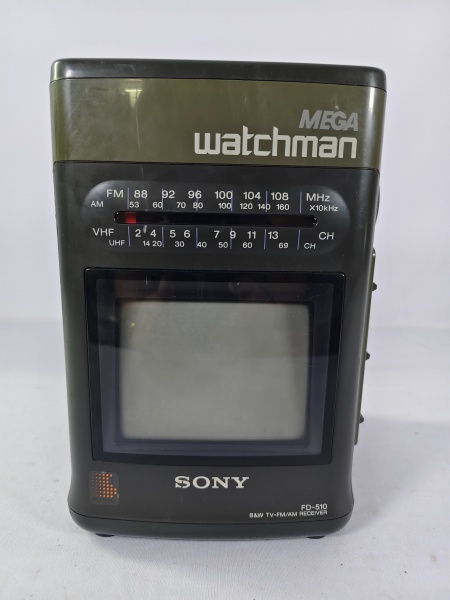 MEGA
watchman
FM 88 92 96 100 104 108 MHz
AM 53 60 70 80 100 120 140 160 X10kHz
VHF 2 4 5 6 7 9 11 13 CH
UHF 14 20 30 40 50 60 69 CH
SONY
FD-510
B&W TV-FM/AM RECEIVER